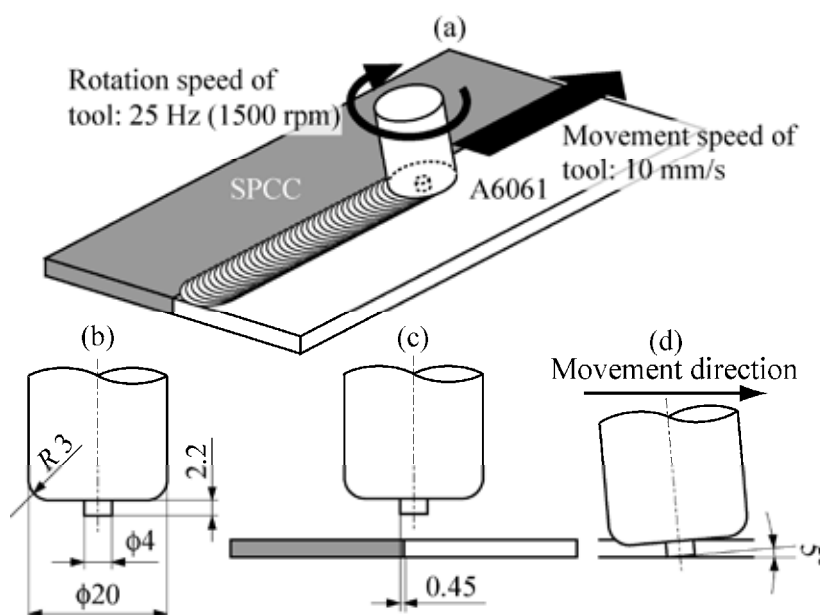 (a)
Rotation speed of
tool: 25 Hz (1500 rpm)
Movement speed of
tool: 10 mm/s
SPCC
A6061
(b)
(c)
(d)
Movement direction
R 3
2.2
ϕ4
ϕ20
0.45
5°